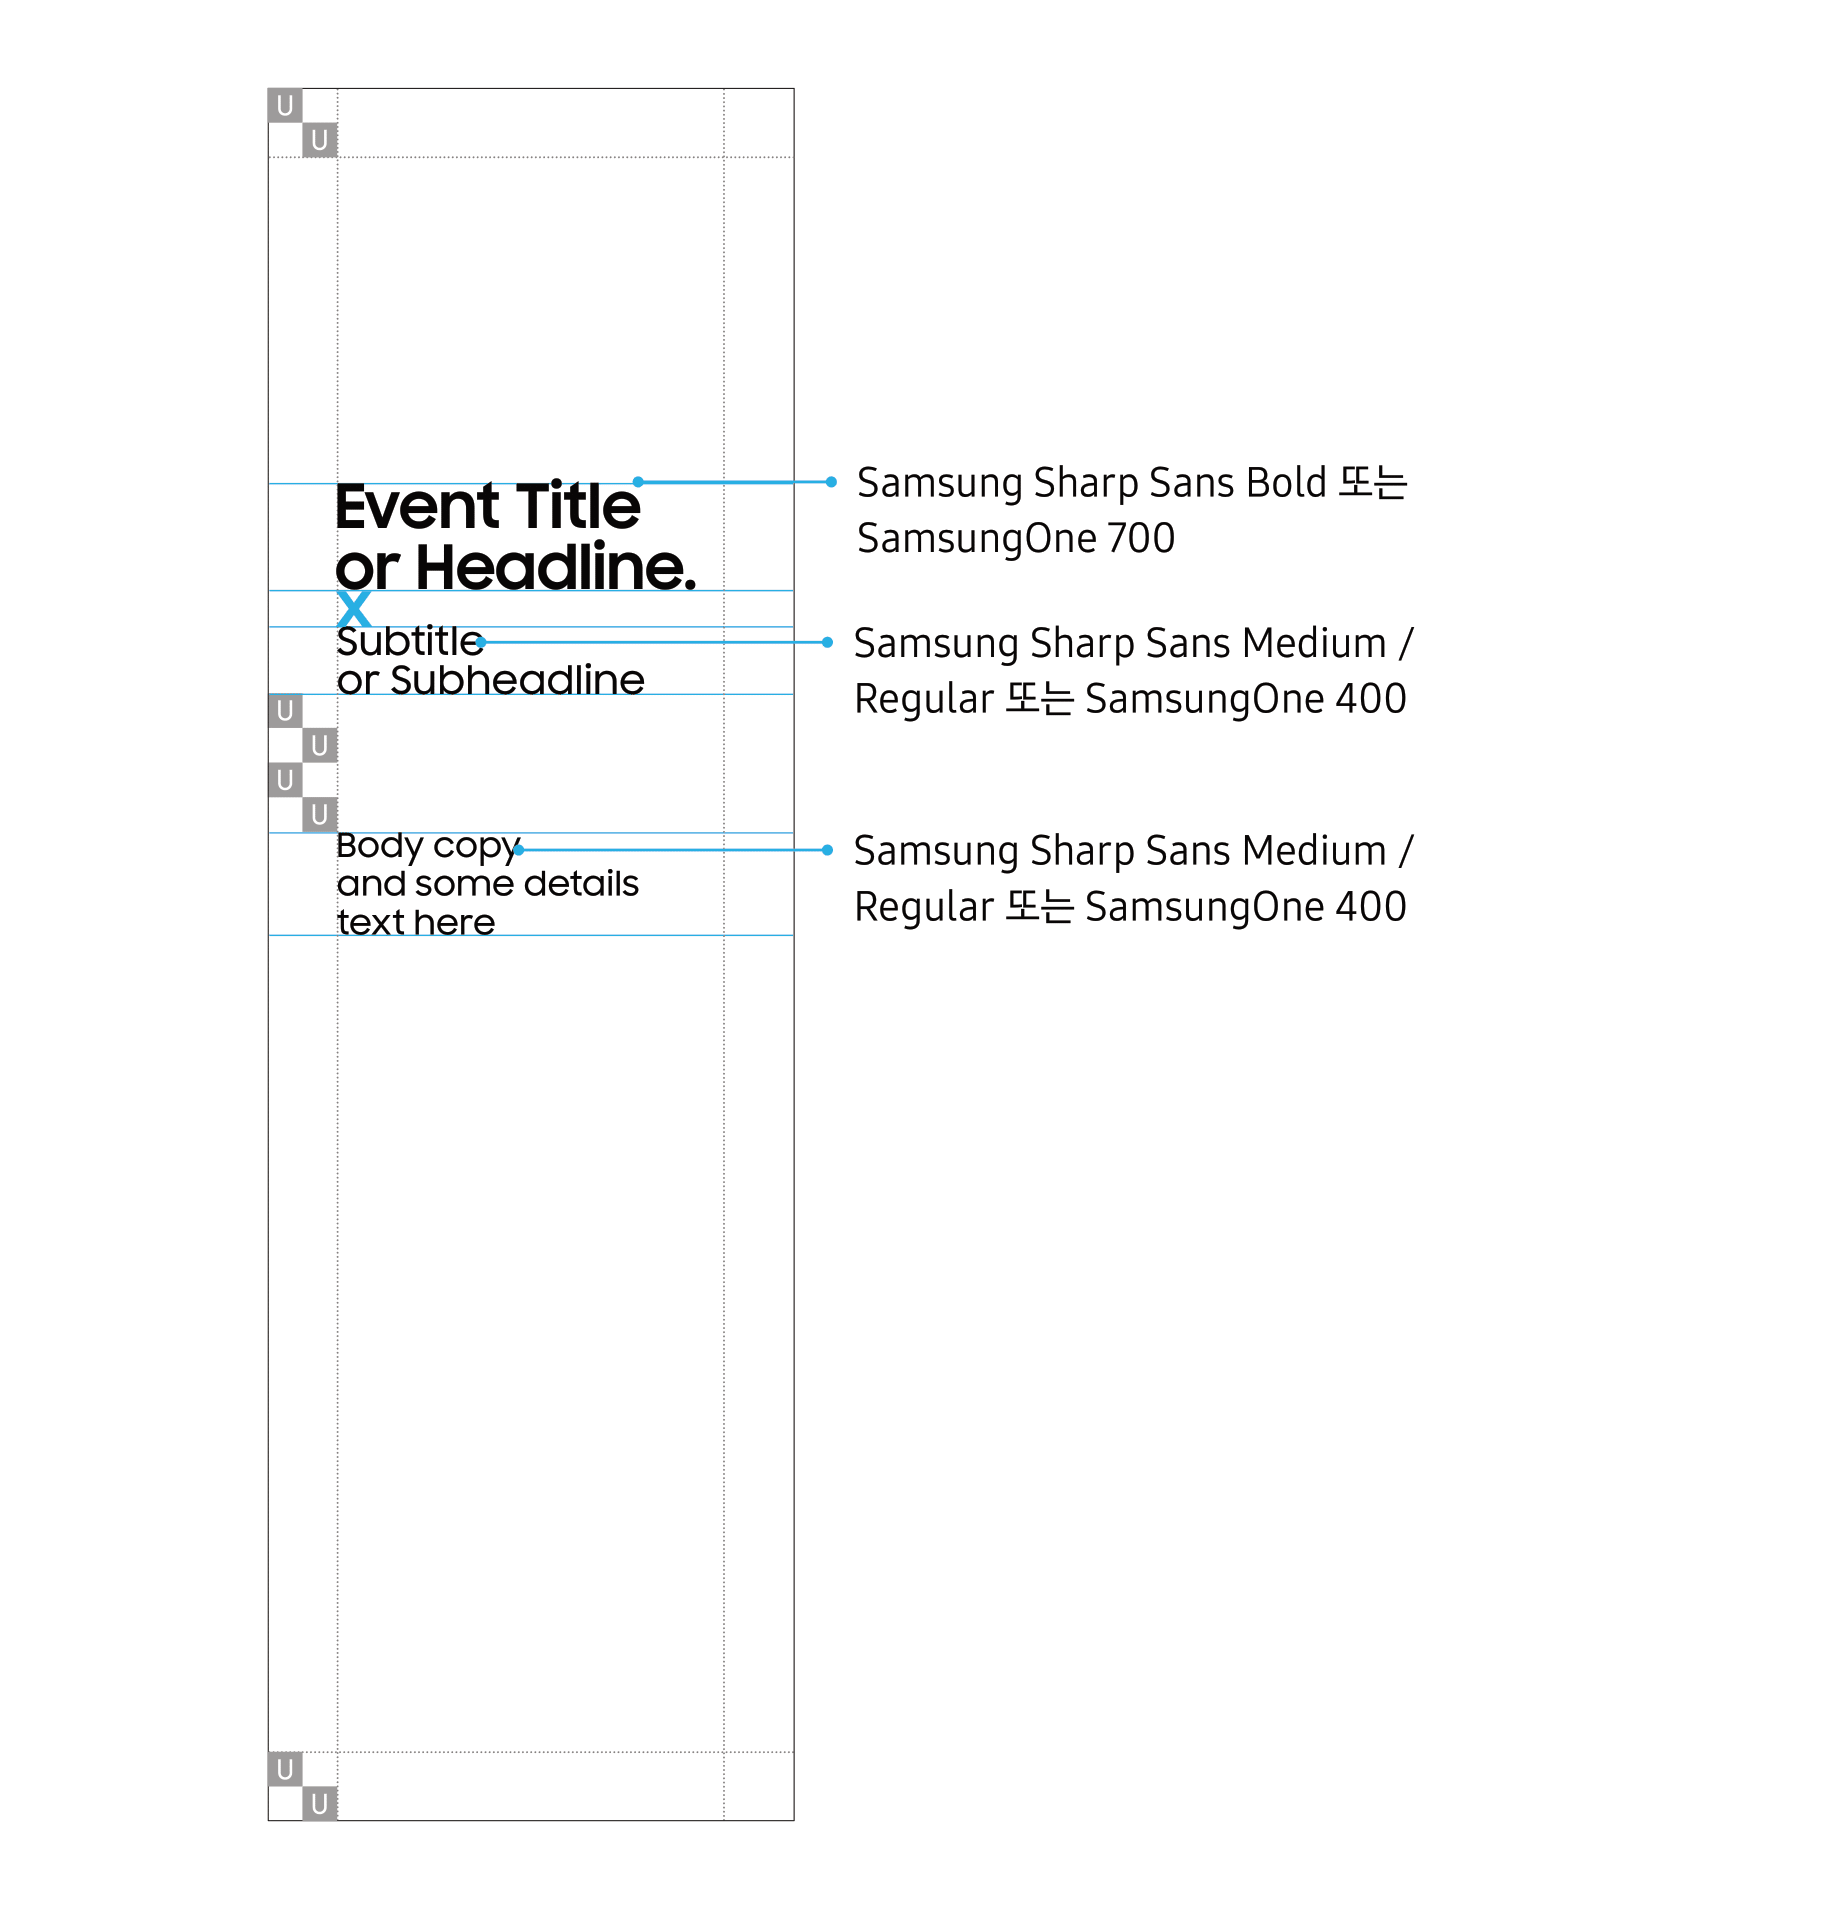 U
U
Event Title
or Headline.
Samsung Sharp Sans Bold 또는
SamsungOne 700
X
Subtitle
or Subheadline
Samsung Sharp Sans Medium /
Regular 또는 SamsungOne 400
U
U
U
U
Body copy
and some details
text here
Samsung Sharp Sans Medium /
Regular 또는 SamsungOne 400
U
U